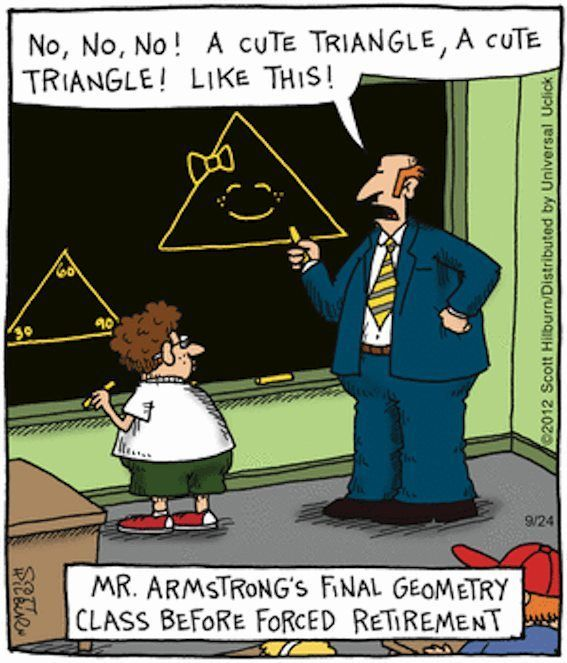 No, No, No! A CUTE TRIANGLE, A CUTE
TRIANGLE! LIKE THIS!
60
30
90
©2012 Scott Hilburn/Distributed by Universal Uclick
9/24
SCOTT
HILBURN
MR. ARMSTRONG'S FINAL GEOMETRY
CLASS BEFORE FORCED RETIREMENT